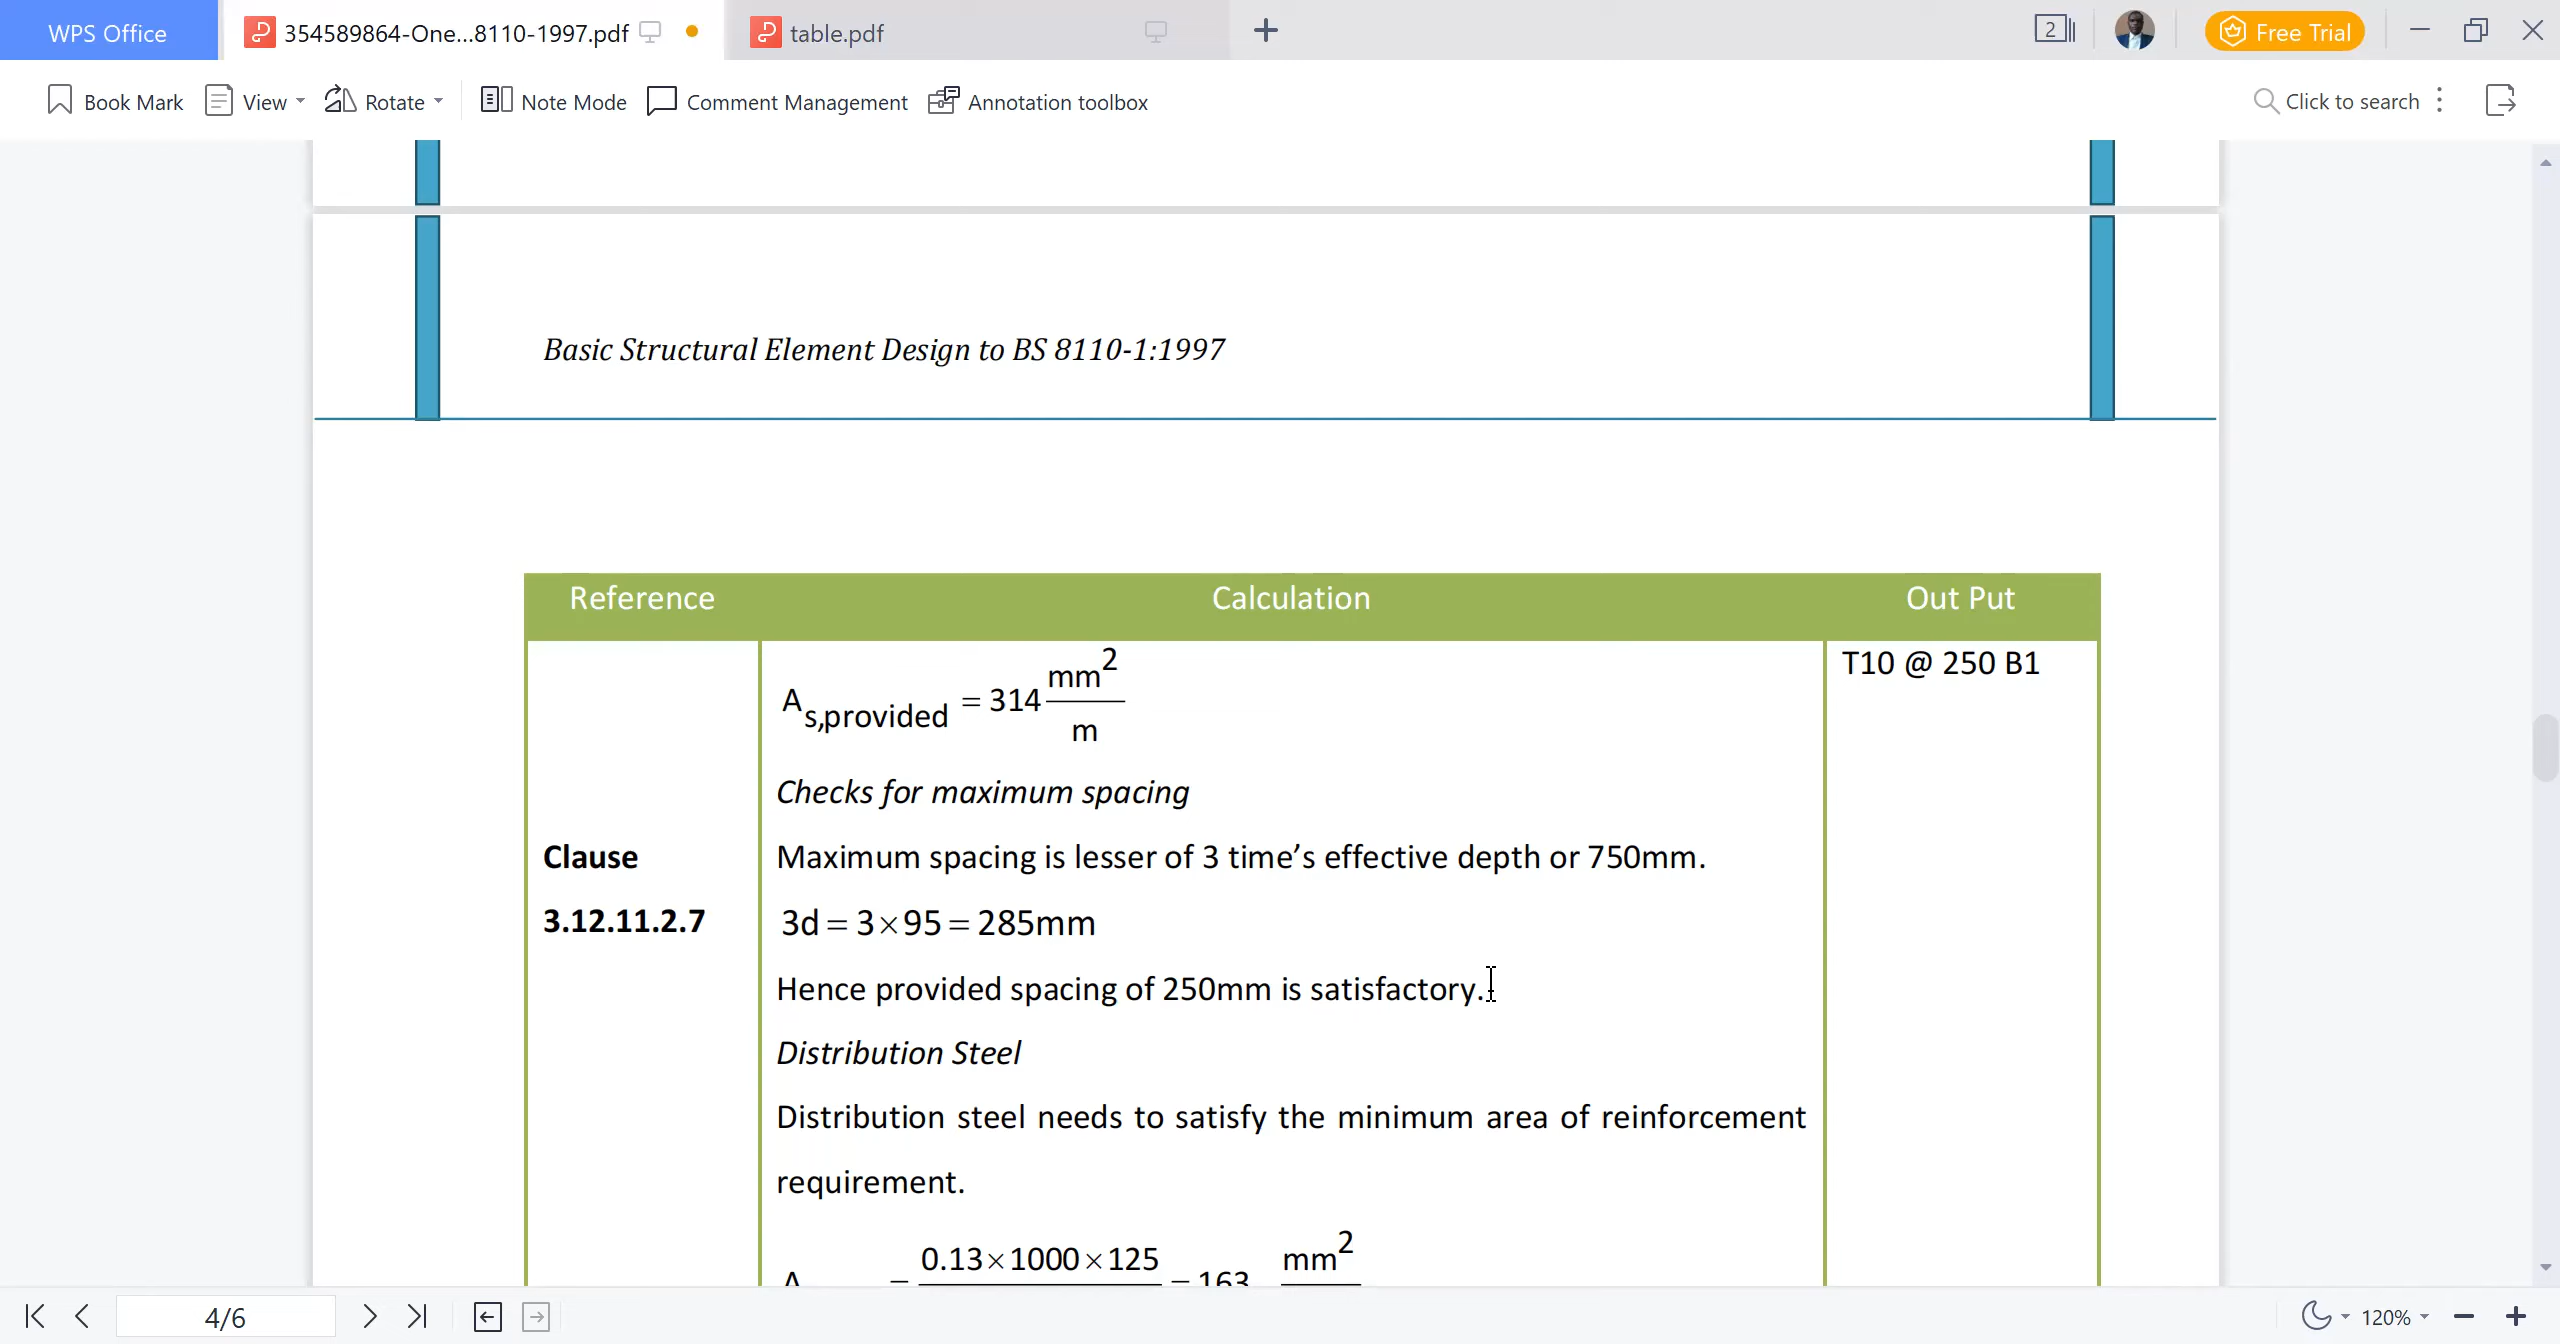 WPS Office
354589864-One...8110-1997.pdf
table.pdf
2
Free Trial
Book Mark
View
Rotate
Note Mode
Comment Management
Annotation toolbox
Click to search
Basic Structural Element Design to BS 8110-1:1997
Reference Calculation Out Put
A s,provided = 314 mm2/m
T10 @ 250 B1
Checks for maximum spacing
Clause
Maximum spacing is lesser of 3 time’s effective depth or 750mm.
3.12.11.2.7
3d = 3×95 = 285mm
Hence provided spacing of 250mm is satisfactory.
Distribution Steel
Distribution steel needs to satisfy the minimum area of reinforcement
requirement.
0.13×1000×125 = 163 mm2
4/6
120%